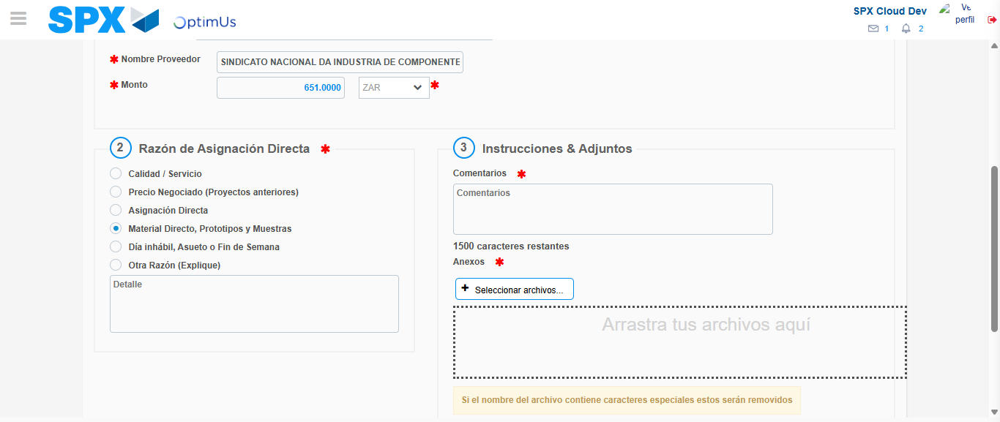 SPX
OptimUs
SPX Cloud Dev
1
2
Ve
perfil
Nombre Proveedor
SINDICATO NACIONAL DA INDUSTRIA DE COMPONENTE
Monto
651.0000
ZAR
2
Razón de Asignación Directa
Calidad / Servicio
Precio Negociado (Proyectos anteriores)
Asignación Directa
Material Directo, Prototipos y Muestras
Día inhábil, Asueto o Fin de Semana
Otra Razón (Explique)
Detalle
3
Instrucciones & Adjuntos
Comentarios
Comentarios
1500 caracteres restantes
Anexos
Seleccionar archivos...
Arrastra tus archivos aquí
Si el nombre del archivo contiene caracteres especiales estos serán removidos